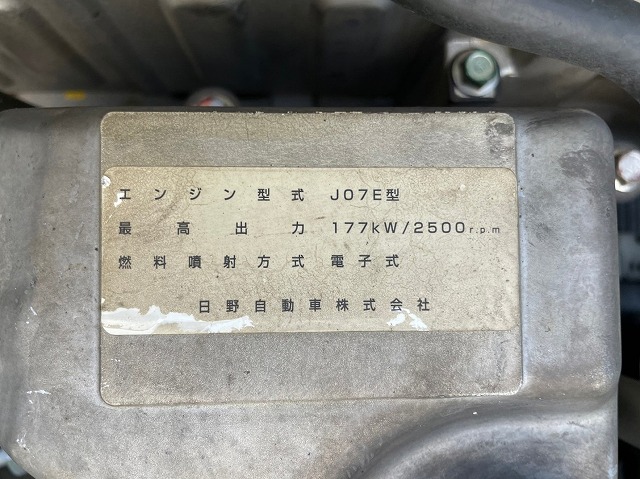 エンジン型式 J07E型
最高出力 177kW/2500r.p.m
燃料噴射方式 電子式
日野自動車株式会社